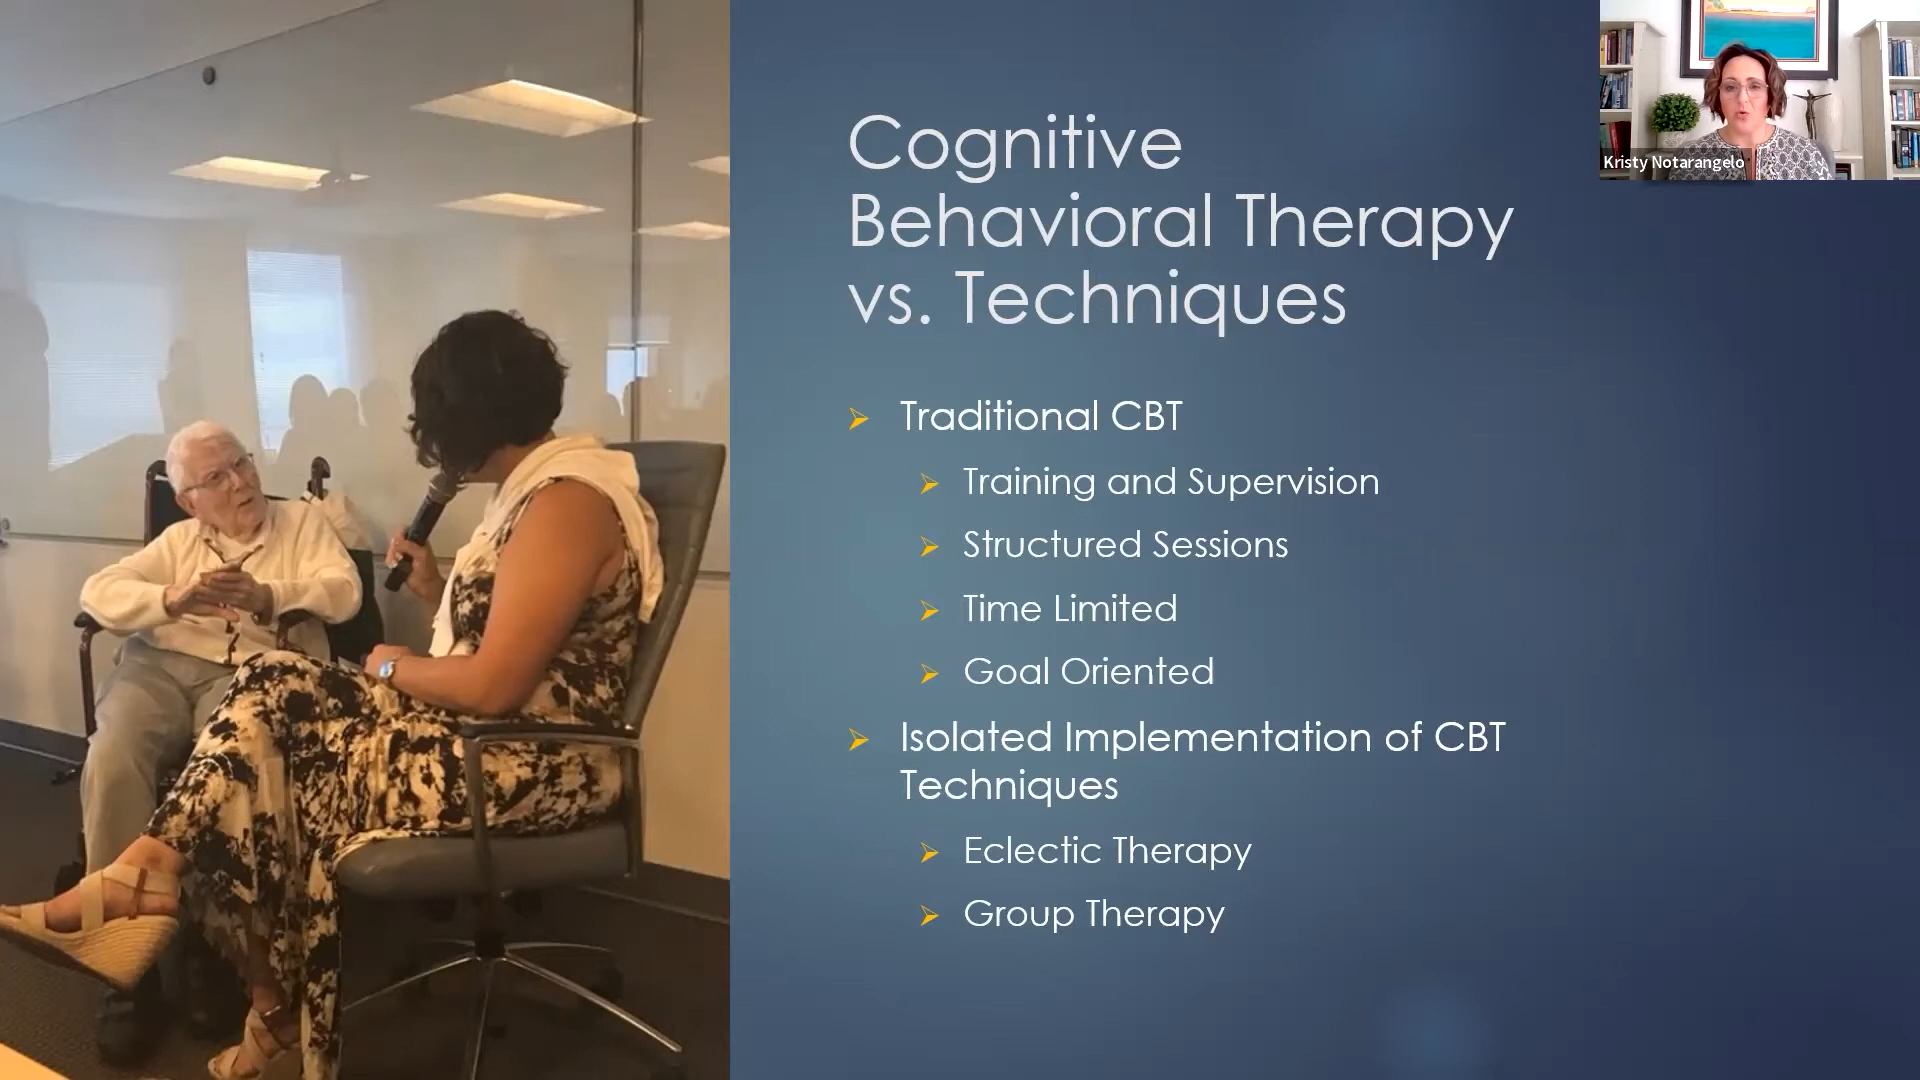 Cognitive
Behavioral Therapy
vs. Techniques
Kristy Notarangelo
Traditional CBT
Training and Supervision
Structured Sessions
Time Limited
Goal Oriented
Isolated Implementation of CBT
Techniques
Eclectic Therapy
Group Therapy